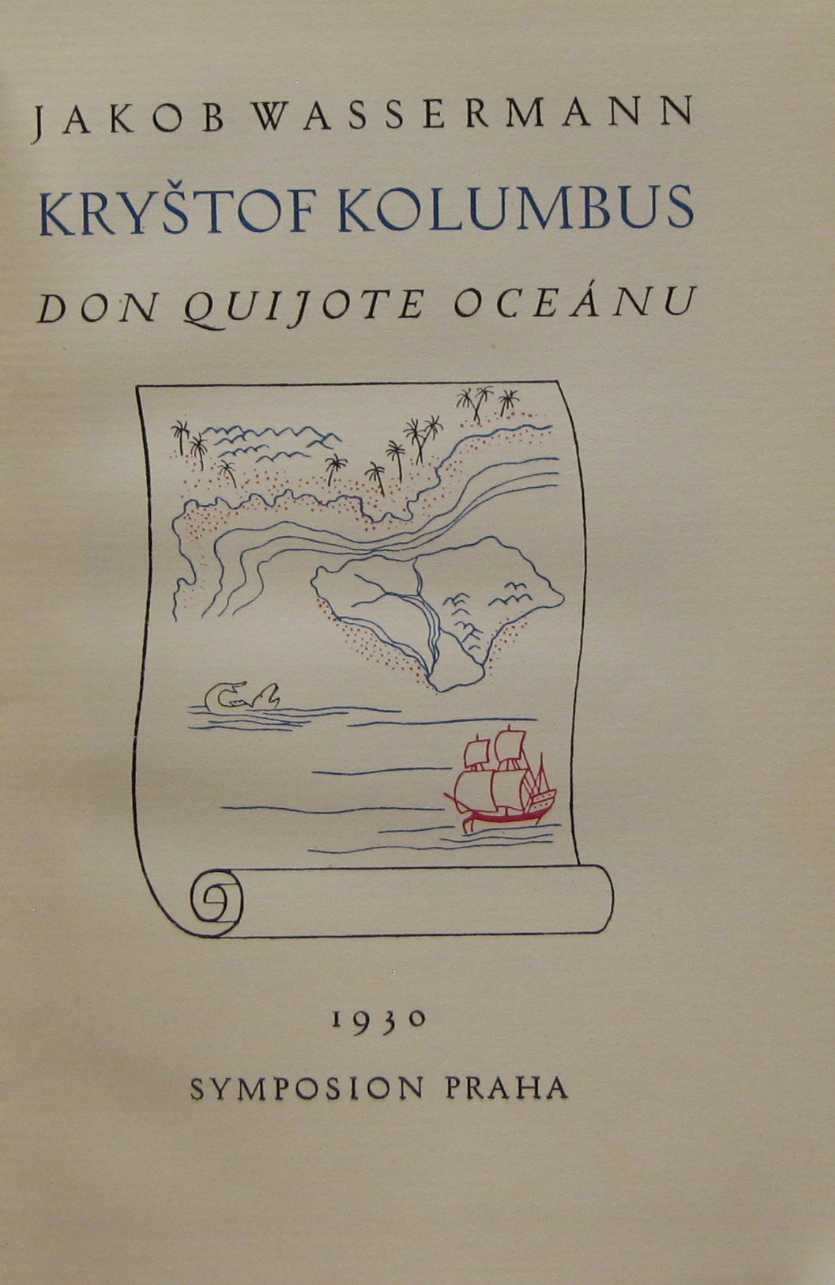 JAKOB WASSERMANN
KRYŠTOF KOLUMBUS
DON QUIJOTE OCEÁNU
1930
SYMPOSION PRAHA